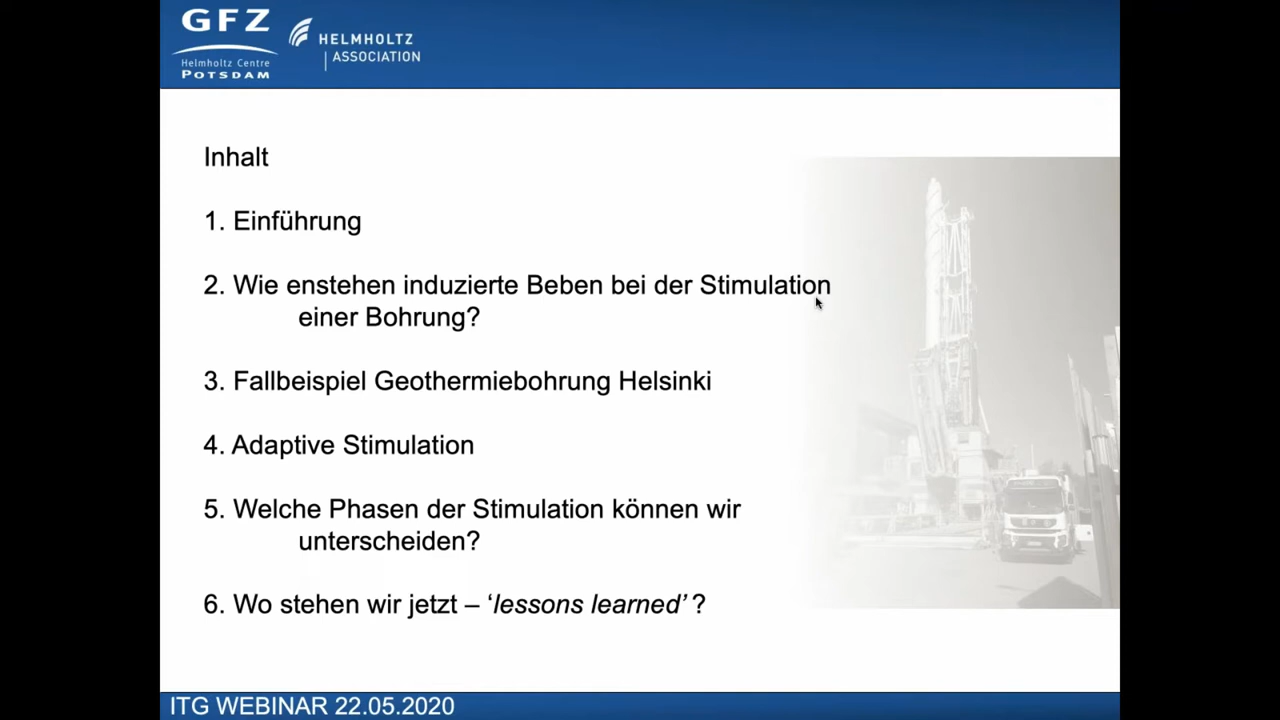 GFZ
Helmholtz Centre
POTSDAM
HELMHOLTZ
ASSOCIATION
Inhalt
1. Einführung
2. Wie enstehen induzierte Beben bei der Stimulation
einer Bohrung?
3. Fallbeispiel Geothermiebohrung Helsinki
4. Adaptive Stimulation
5. Welche Phasen der Stimulation können wir
unterscheiden?
6. Wo stehen wir jetzt – ‘lessons learned’ ?
ITG WEBINAR 22.05.2020